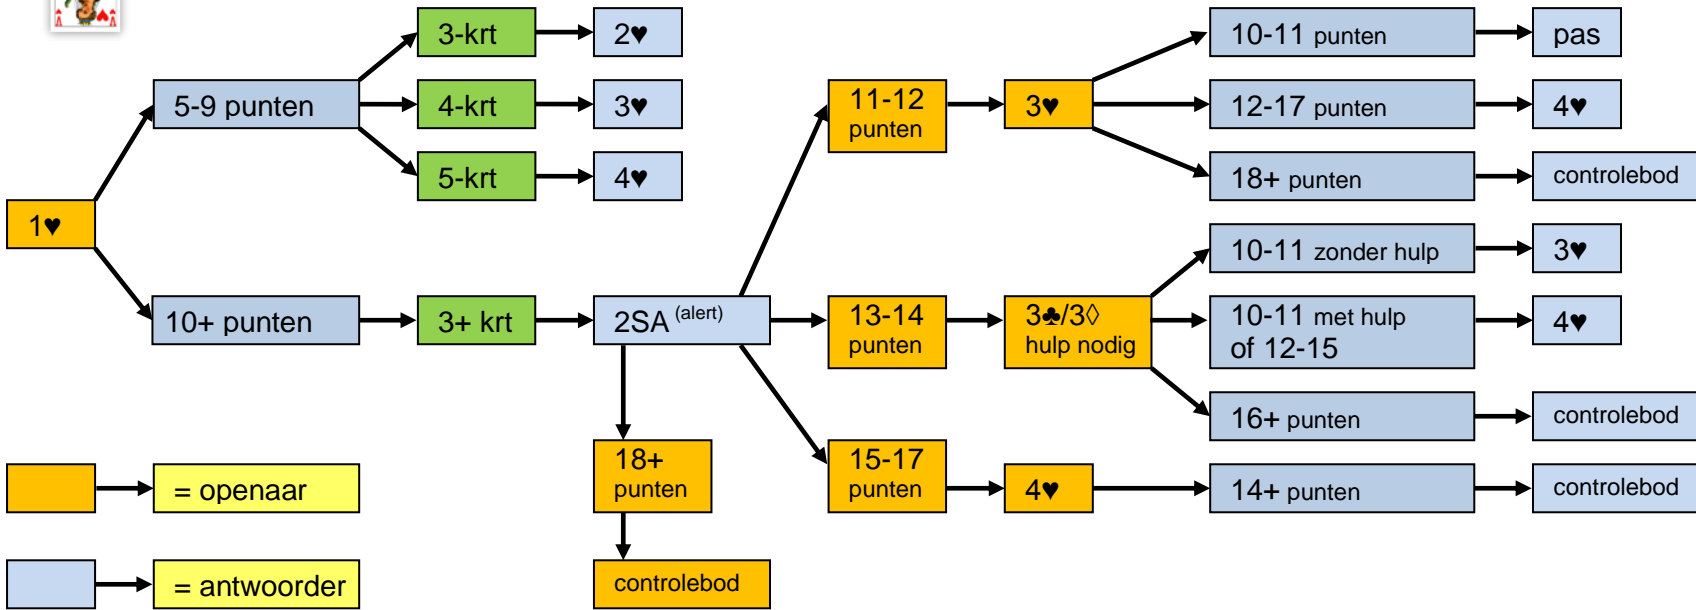 3-krt
2♥
10-11 punten
pas
5-9 punten
4-krt
3♥
11-12
punten
3♥
12-17 punten
4♥
5-krt
4♥
18+ punten
controlebod
1♥
10-11 zonder hulp
3♥
10+ punten
3+ krt
2SA (alert)
13-14
punten
3♣/3♢
hulp nodig
10-11 met hulp
of 12-15
4♥
16+ punten
controlebod
18+
punten
15-17
punten
4♥
14+ punten
controlebod
= openaar
controlebod
= antwoorder